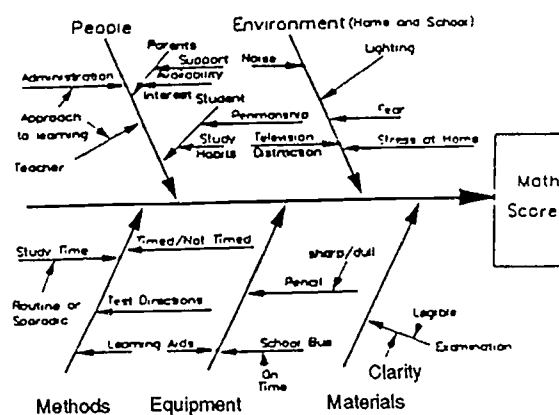 People
Environment (Home and School)
Parents
Support
Availability
Interest
Administration
Approach
to learning
Teacher
Student
Penmanship
Study
Habits
Noise
Lighting
Fear
Television
Distraction
Stress at Home
Math
Score
Study Time
Routine or
Sporadic
Timed/Not Timed
Test Directions
Learning Aids
sharp/dull
Pencil
School Bus
On
Time
Legible
Examination
Clarity
Methods
Equipment
Materials